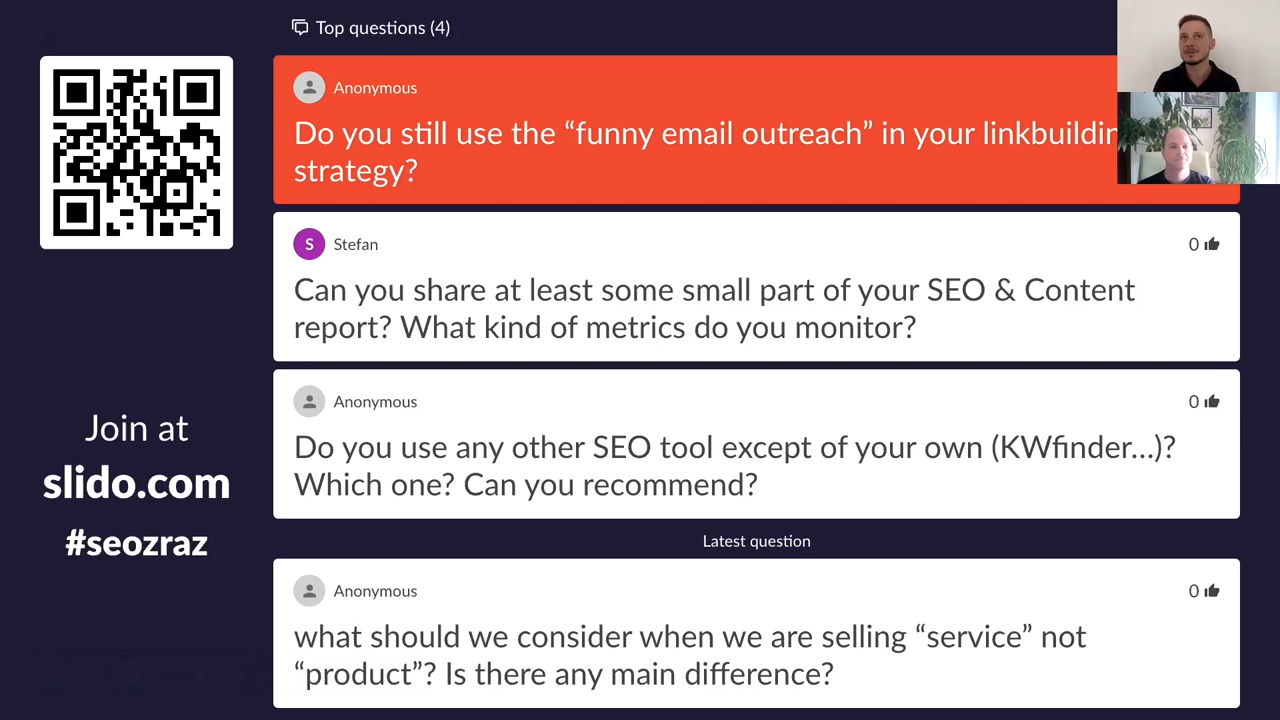 Top questions (4)
Anonymous
Do you still use the “funny email outreach” in your linkbuildin
strategy?
S
Stefan
0
Can you share at least some small part of your SEO & Content
report? What kind of metrics do you monitor?
Anonymous
0
Do you use any other SEO tool except of your own (KWfinder...)?
Which one? Can you recommend?
Latest question
Anonymous
0
what should we consider when we are selling “service” not
“product”? Is there any main difference?
Join at
slido.com
#seozraz